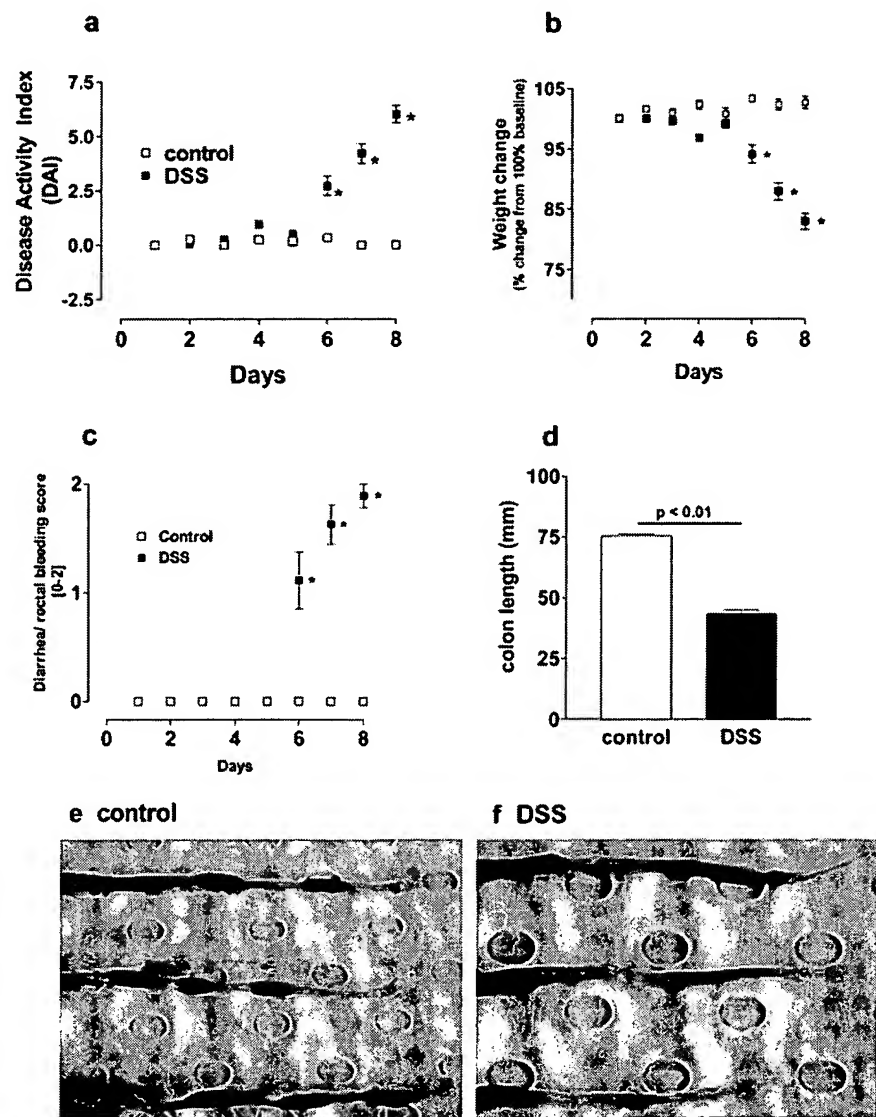 a
Disease Activity Index
(DAI)
7.5
5.0
2.5
0.0
-2.5
control
DSS
*
*
*
0 2 4 6 8
Days
b
Weight change
(% change from 100% baseline)
105
95
85
75
*
*
*
0 2 4 6 8
Days
c
Diarrhea/ roctal bleeding score
[0-2]
2
1
0
Control
DSS
*
*
*
0 2 4 6 8
Days
d
colon length (mm)
100
75
50
25
0
p < 0.01
control DSS
e control
f DSS